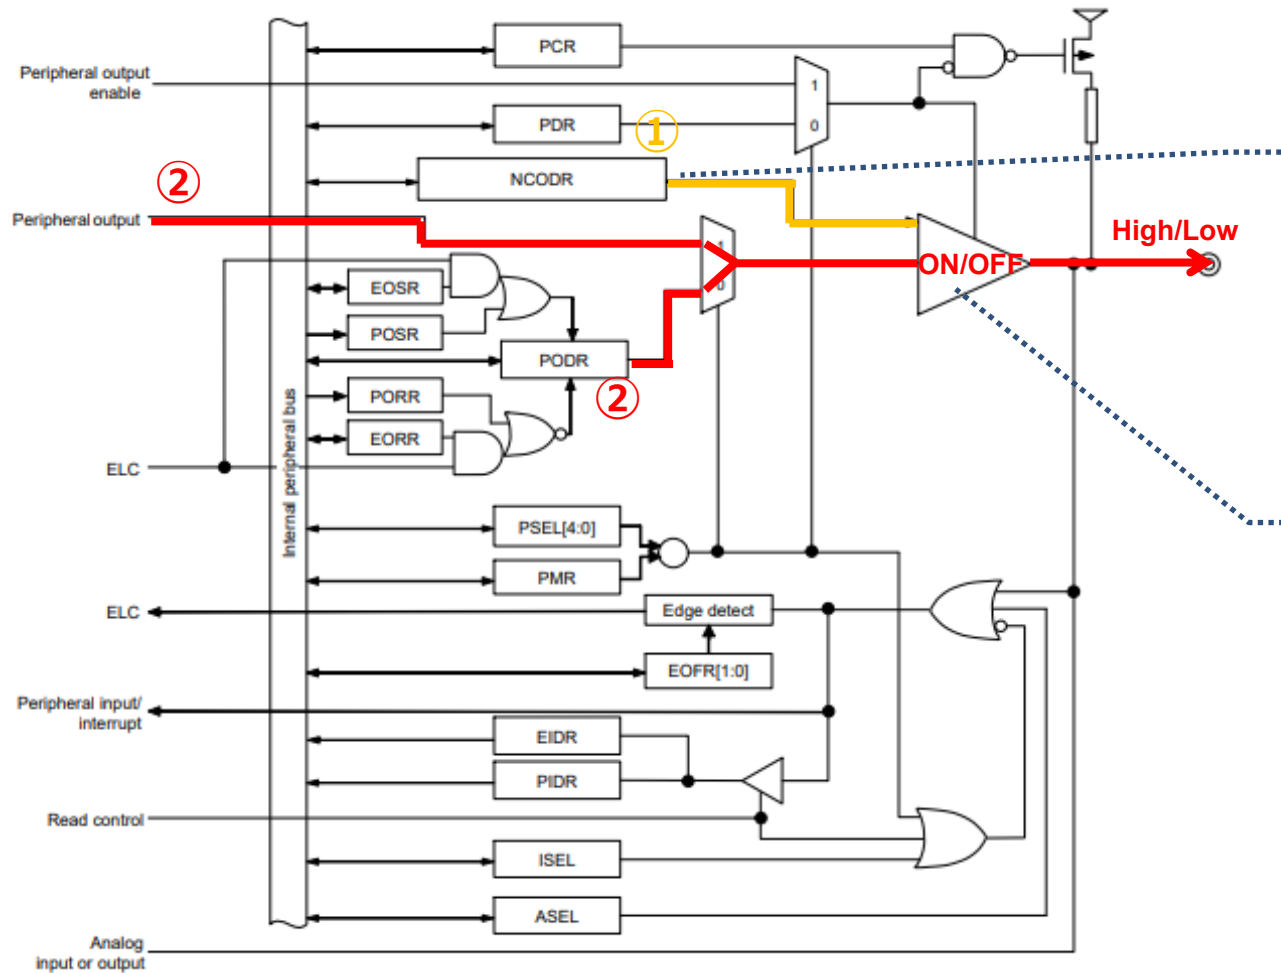 PCR
Peripheral output
enable
1
PDR
①
0
②
NCODR
Peripheral output
High/Low
1
ON/OFF
EOSR
0
POSR
PODR
②
PORR
EORR
Internal peripheral bus
ELC
PSEL[4:0]
PMR
ELC
Edge detect
EOFR[1:0]
Peripheral input/
interrupt
EIDR
PIDR
Read control
ISEL
ASEL
Analog
input or output